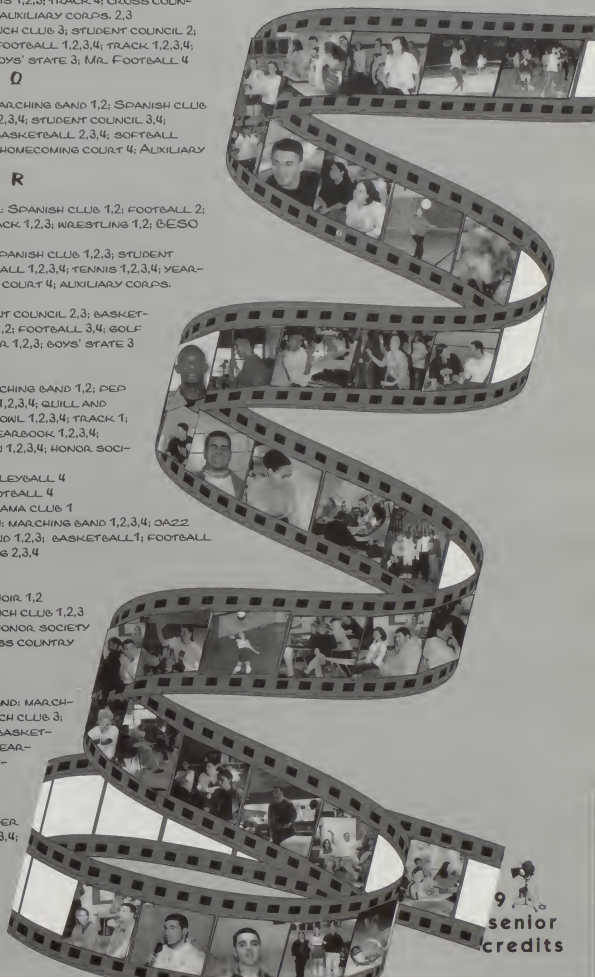 1,2,3; TRACK 4; CROSS COUN-
AUXILIARY CORPS. 2,3
CH CLUB 3; STUDENT COUNCIL 2;
FOOTBALL 1,2,3,4; TRACK 1,2,3,4;
OYS' STATE 3; MR. FOOTBALL 4
O
ARCHING BAND 1,2; SPANISH CLUB
2,3,4; STUDENT COUNCIL 3,4;
BASKETBALL 2,3,4; SOFTBALL
HOMECOMING COURT 4; AUXILIARY
R
; SPANISH CLUB 1,2; FOOTBALL 2;
ACK 1,2,3; WRESTLING 1,2; BESO
PANISH CLUB 1,2,3; STUDENT
ALL 1,2,3,4; TENNIS 1,2,3,4; YEAR-
COURT 4; AUXILIARY CORPS.
T COUNCIL 2,3; BASKET-
,2; FOOTBALL 3,4; GOLF
R 1,2,3; BOYS' STATE 3
CHING BAND 1,2; PEP
1,2,3,4; QUILL AND
OWL 1,2,3,4; TRACK 1;
EARBOOK 1,2,3,4;
1,2,3,4; HONOR SOCI-
LEYBALL 4
OTBALL 4
AMA CLUB 1
: MARCHING BAND 1,2,3,4; JAZZ
ND 1,2,3; BASKETBALL1; FOOTBALL
G 2,3,4
OIR 1,2
CH CLUB 1,2,3
ONOR SOCIETY
SS COUNTRY
ND: MARCH-
CH CLUB 3;
BASKET-
EAR-
ER
3,4;
9
senior
credits